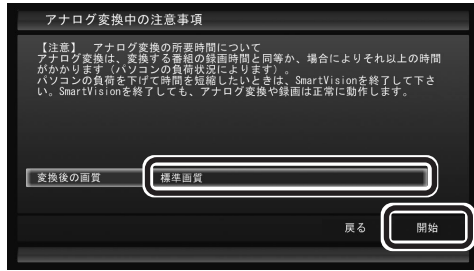 アナログ変換中の注意事項
【注意】 アナログ変換の所要時間について
アナログ変換は、変換する番組の録画時間と同等か、場合によりそれ以上の時間
がかかります（パソコンの負荷状況によります）。
パソコンの負荷を下げて時間を短縮したいときは、SmartVisionを終了して下さ
い。SmartVisionを終了しても、アナログ変換や録画は正常に動作します。
変換後の画質 標準画質
戻る 開始